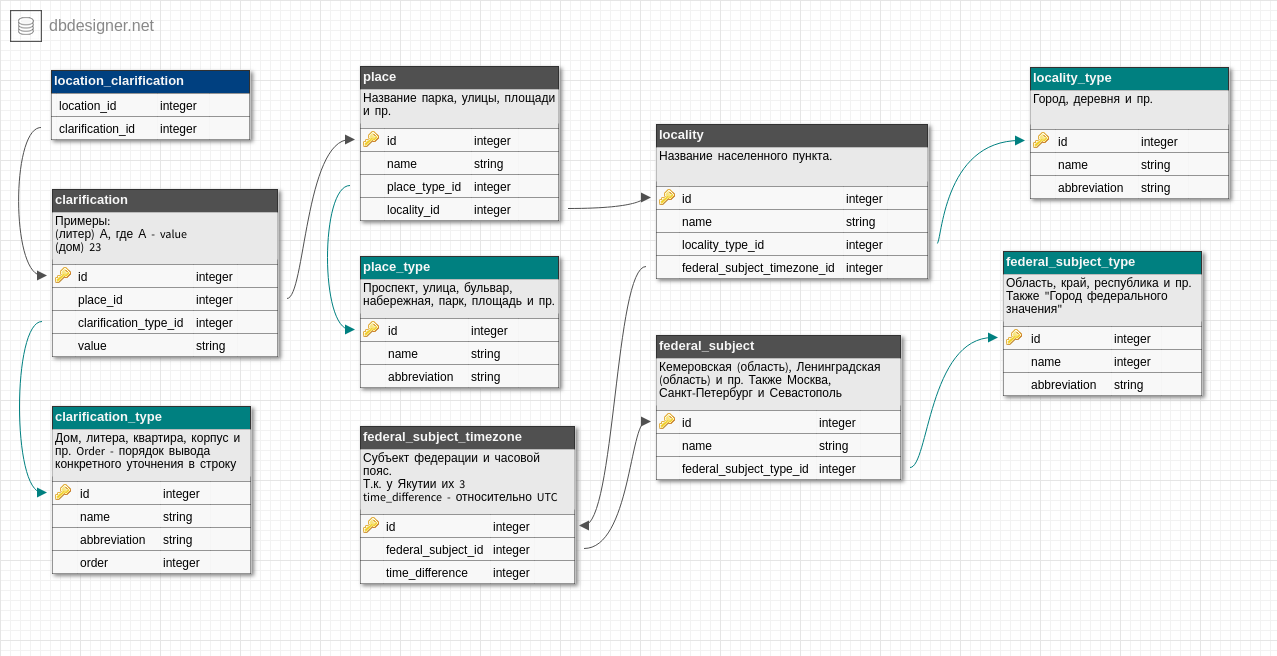 dbdesigner.net
location_clarification
location_id integer
clarification_id integer
clarification
Примеры:
(литер) А, где А - value
(дом) 23
id integer
place_id integer
clarification_type_id integer
value string
clarification_type
Дом, литера, квартира, корпус и
пр. Order - порядок вывода
конкретного уточнения в строку
id integer
name string
abbreviation string
order integer
place
Название парка, улицы, площади
и пр.
id integer
name string
place_type_id integer
locality_id integer
place_type
Проспект, улица, бульвар,
набережная, парк, площадь и пр.
id integer
name string
abbreviation string
federal_subject_timezone
Субъект федерации и часовой
пояс.
Т.к. у Якутии их 3
time_difference - относительно UTC
id integer
federal_subject_id integer
time_difference integer
locality
Название населенного пункта.
id integer
name string
locality_type_id integer
federal_subject_timezone_id integer
federal_subject
Кемеровская (область), Ленинградская
(область) и пр. Также Москва,
Санкт-Петербург и Севастополь
id integer
name string
federal_subject_type_id integer
locality_type
Город, деревня и пр.
id integer
name string
abbreviation string
federal_subject_type
Область, край, республика и пр.
Также "Город федерального
значения"
id integer
name integer
abbreviation string